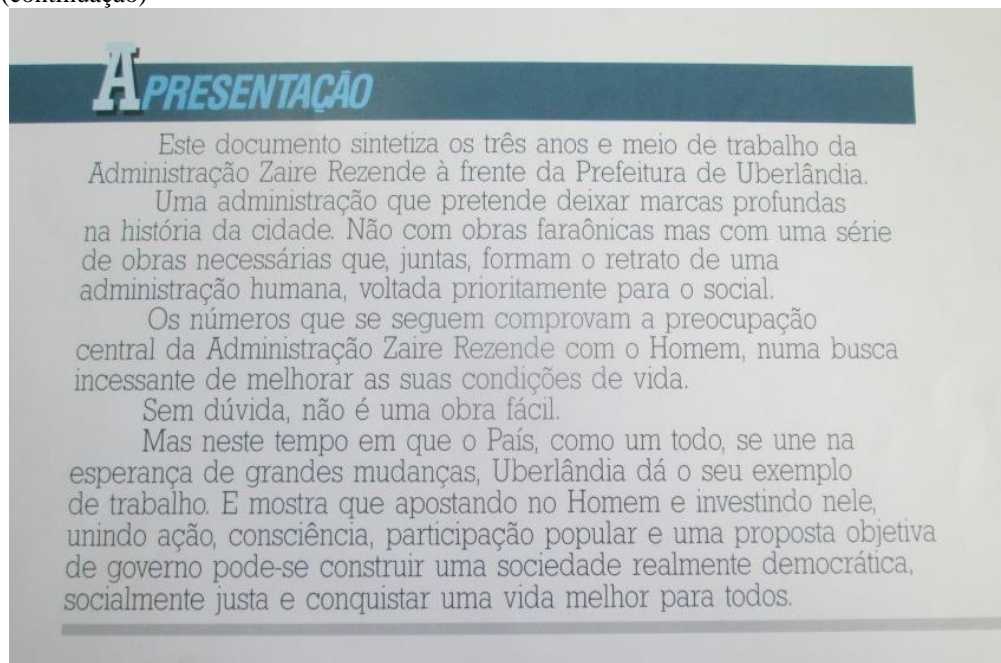 (continuação)
APRESENTAÇÃO
Este documento sintetiza os três anos e meio de trabalho da
Administração Zaire Rezende à frente da Prefeitura de Uberlândia.
Uma administração que pretende deixar marcas profundas
na história da cidade. Não com obras faraônicas mas com uma série
de obras necessárias que, juntas, formam o retrato de uma
administração humana, voltada prioritamente para o social.
Os números que se seguem comprovam a preocupação
central da Administração Zaire Rezende com o Homem, numa busca
incessante de melhorar as suas condições de vida.
Sem dúvida, não é uma obra fácil.
Mas neste tempo em que o País, como um todo, se une na
esperança de grandes mudanças, Uberlândia dá o seu exemplo
de trabalho. E mostra que apostando no Homem e investindo nele,
unindo ação, consciência, participação popular e uma proposta objetiva
de governo pode-se construir uma sociedade realmente democrática,
socialmente justa e conquistar uma vida melhor para todos.